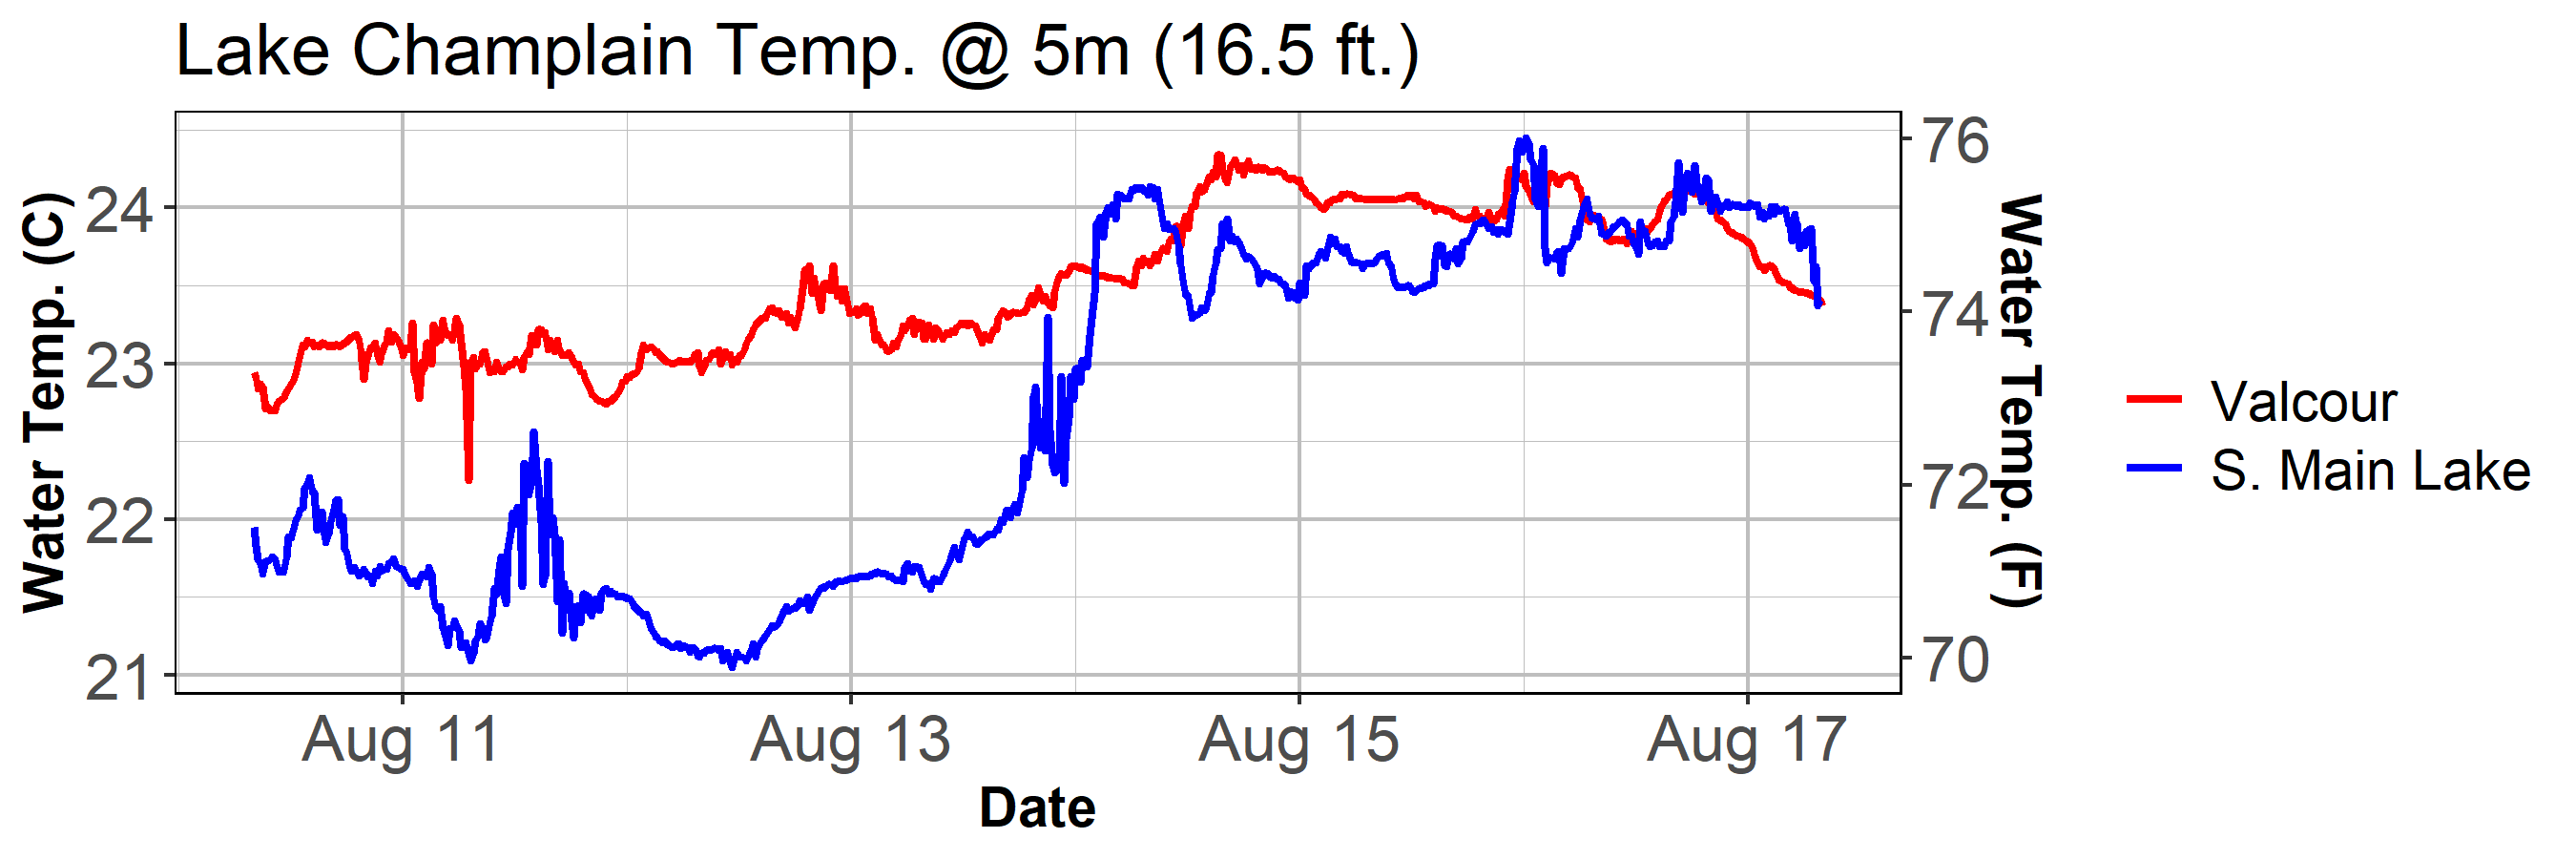 Lake Champlain Temp. @ 5m (16.5 ft.)
Water Temp. (C)
24
23
22
21
76
74
72
70
Water Temp. (F)
Aug 11
Aug 13
Aug 15
Aug 17
Date
Valcour
S. Main Lake